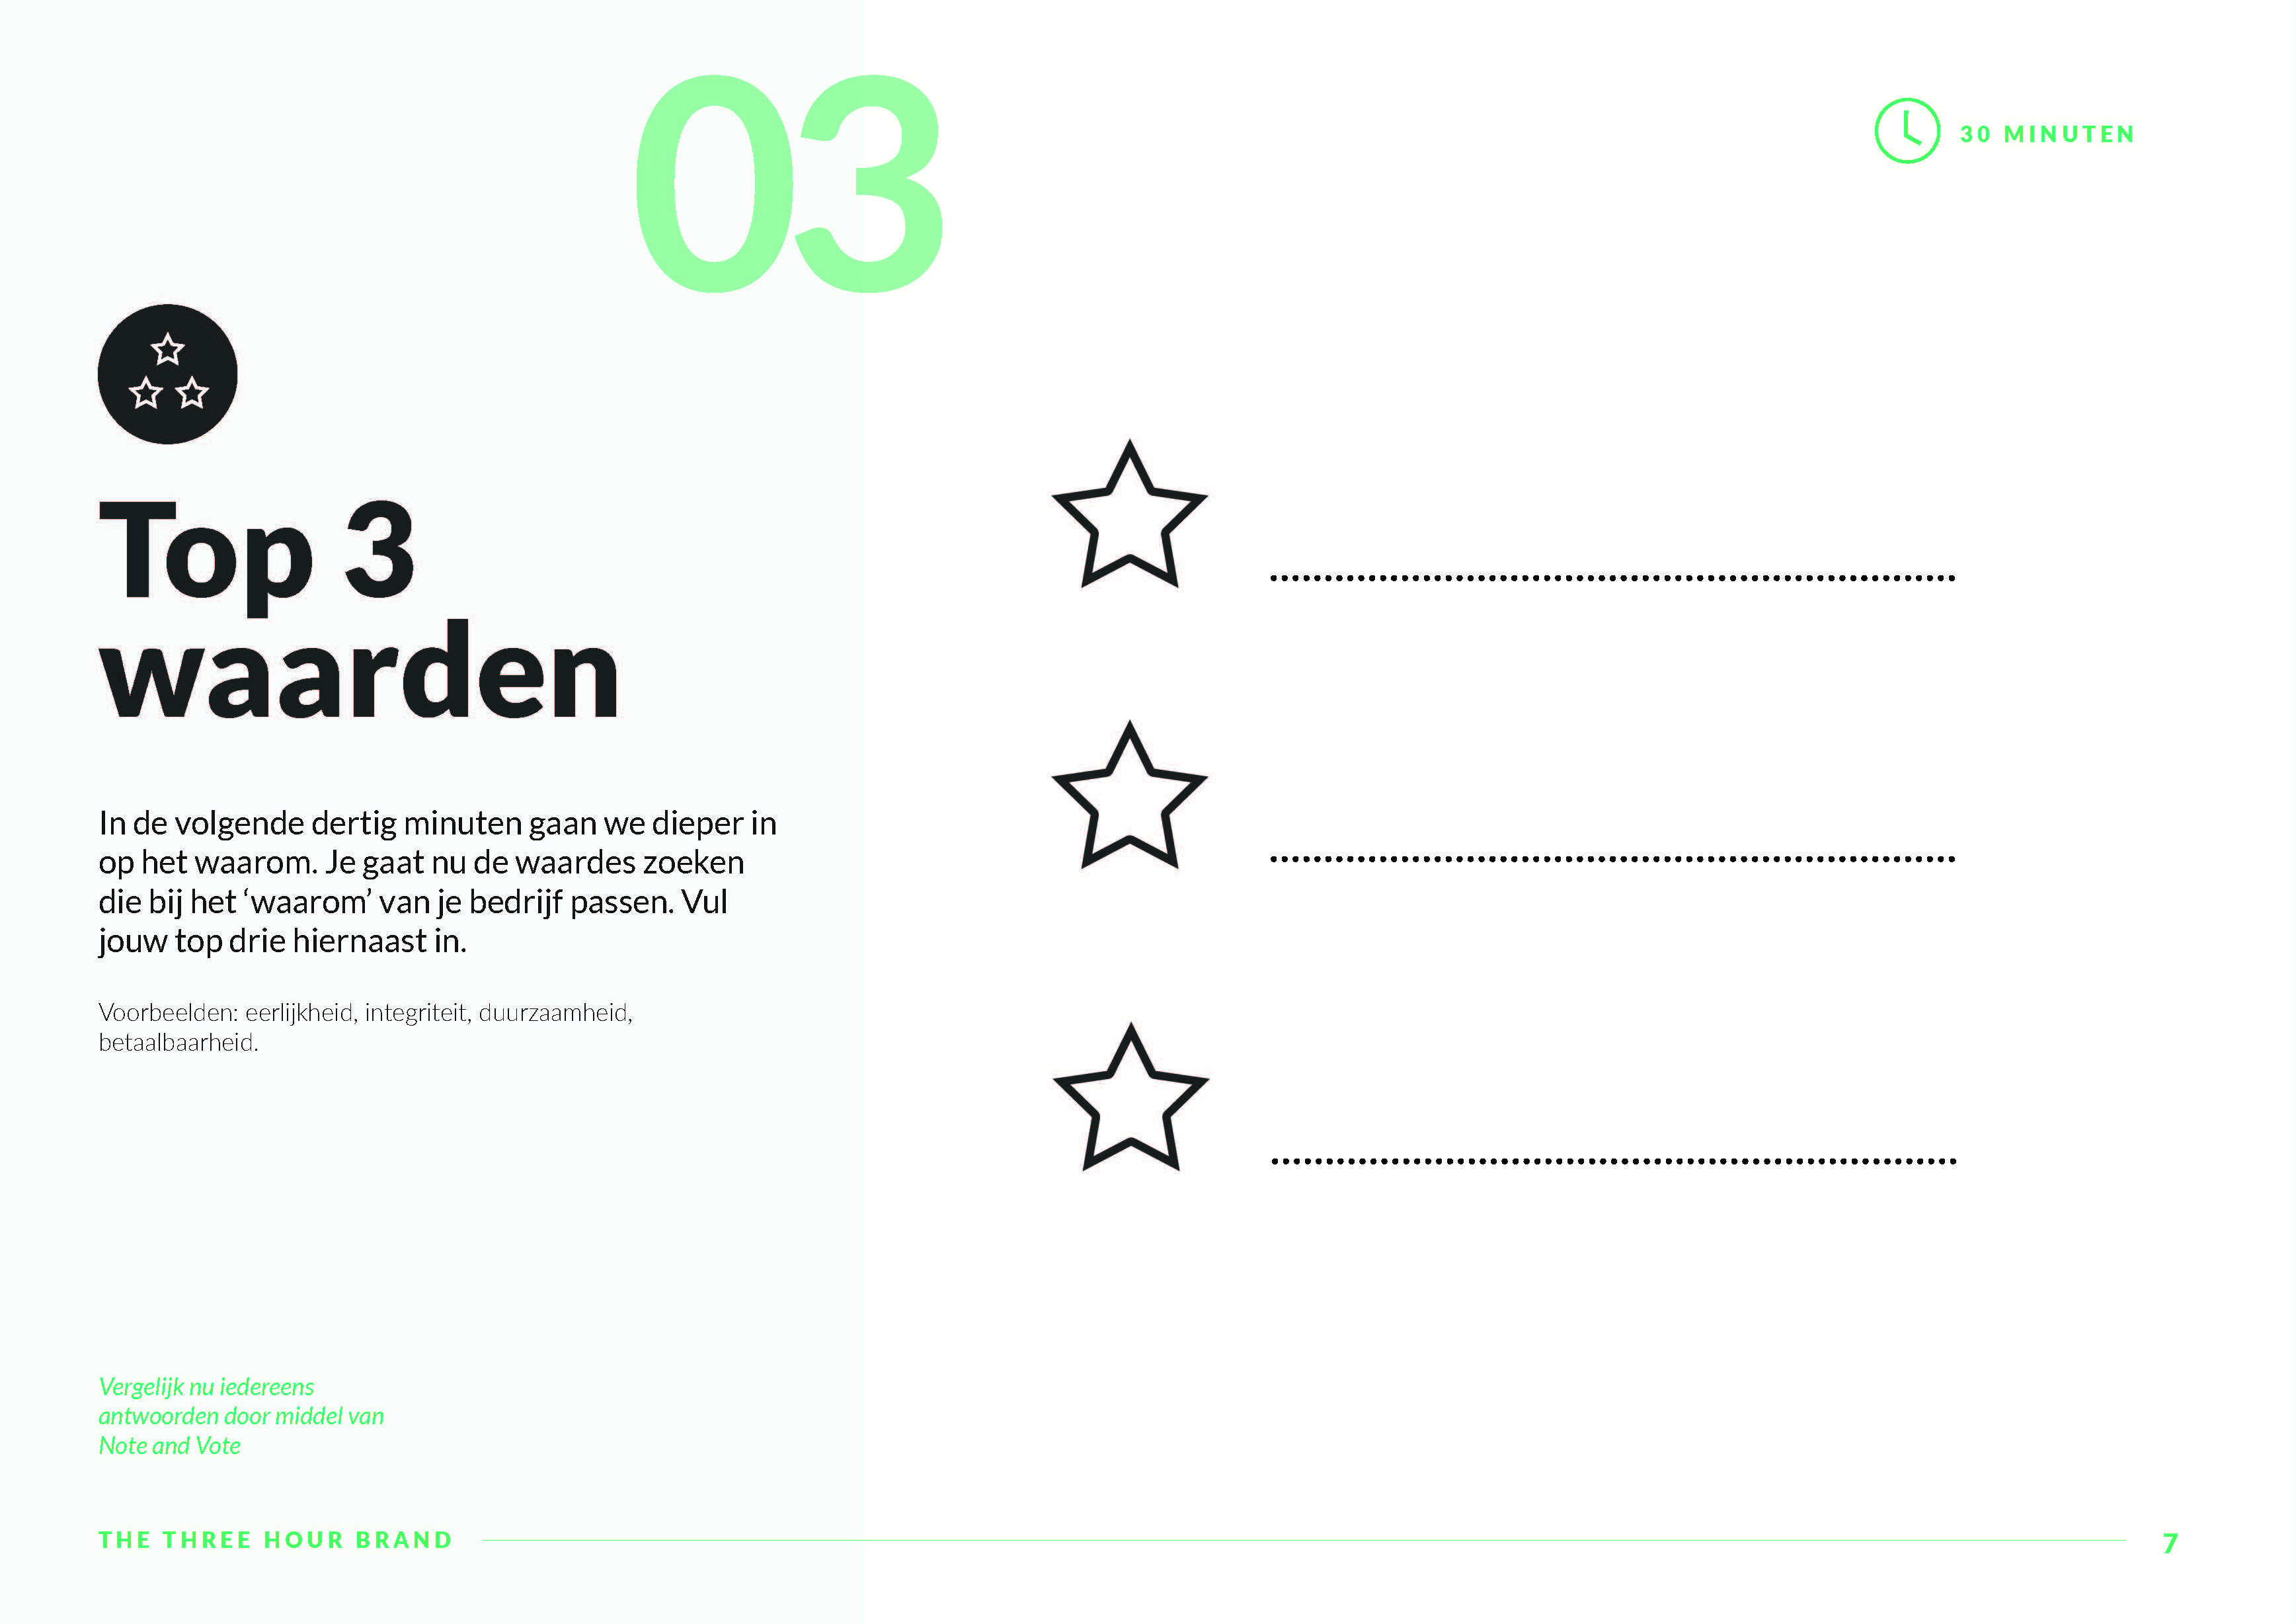 03
30 MINUTEN
Top 3
waarden
In de volgende dertig minuten gaan we dieper in
op het waarom. Je gaat nu de waardes zoeken
die bij het ‘waarom’ van je bedrijf passen. Vul
jouw top drie hiernaast in.
Voorbeelden: eerlijkheid, integriteit, duurzaamheid,
betaalbaarheid.
Vergelijk nu iedereens
antwoorden door middel van
Note and Vote
THE THREE HOUR BRAND
7